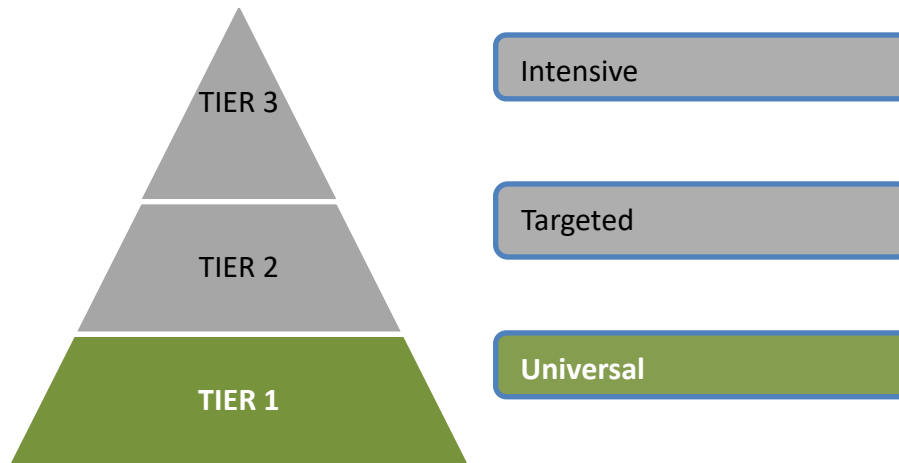 TIER 3
Intensive
TIER 2
Targeted
TIER 1
Universal